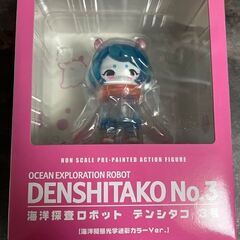 NON SCALE PRE-PAINTED ACTION FIGURE
OCEAN EXPLORATION ROBOT
DENSHITAKO No.3
海洋探査ロボット デンシタコ 3号
[海洋間態光学迷彩カラーVer.]